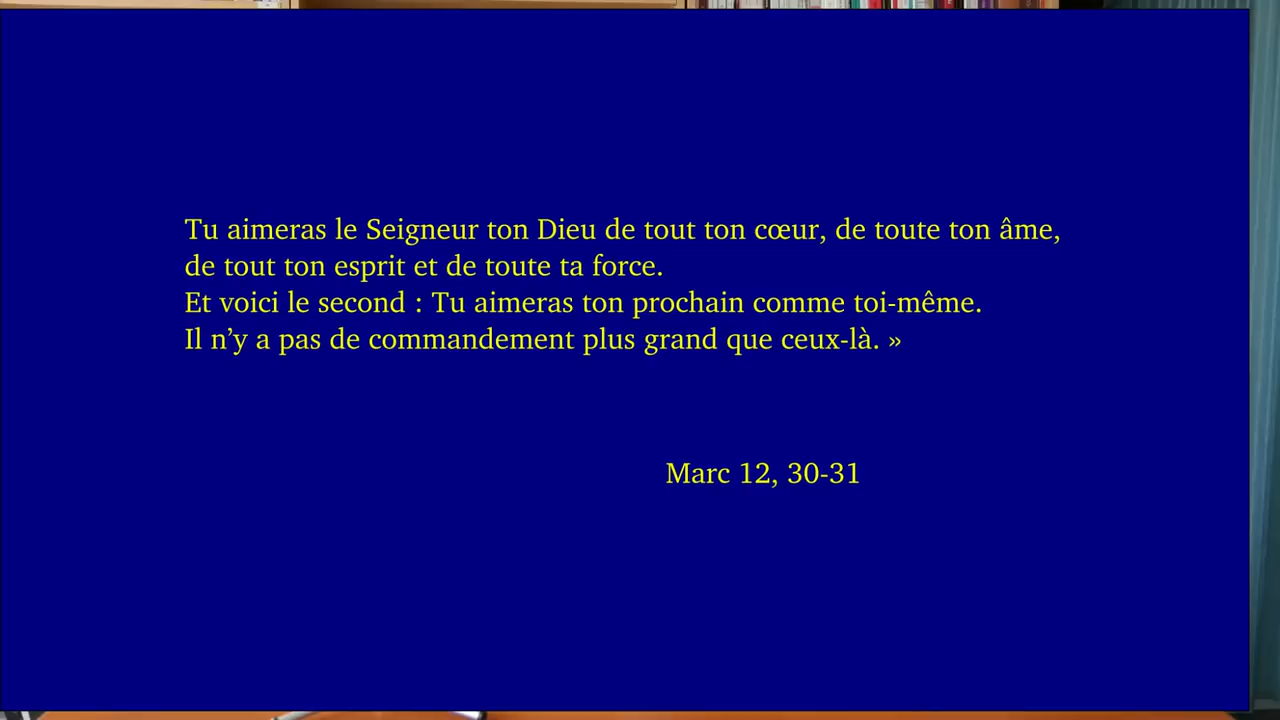 Tu aimeras le Seigneur ton Dieu de tout ton cœur, de toute ton âme,
de tout ton esprit et de toute ta force.
Et voici le second : Tu aimeras ton prochain comme toi-même.
Il n’y a pas de commandement plus grand que ceux-là. »
Marc 12, 30-31